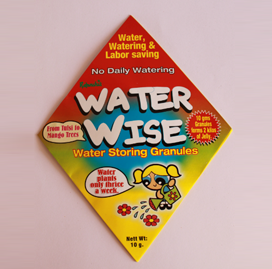 Water,
Watering &
Labor saving
No Daily Watering
WATER
WISE
From Tulsi to
Mango Trees
10 gms
Granules
forms 2 kilos
of Jelly
Water Storing Granules
Water
plants
only thrice
a week
Nett Wt:
10 g.